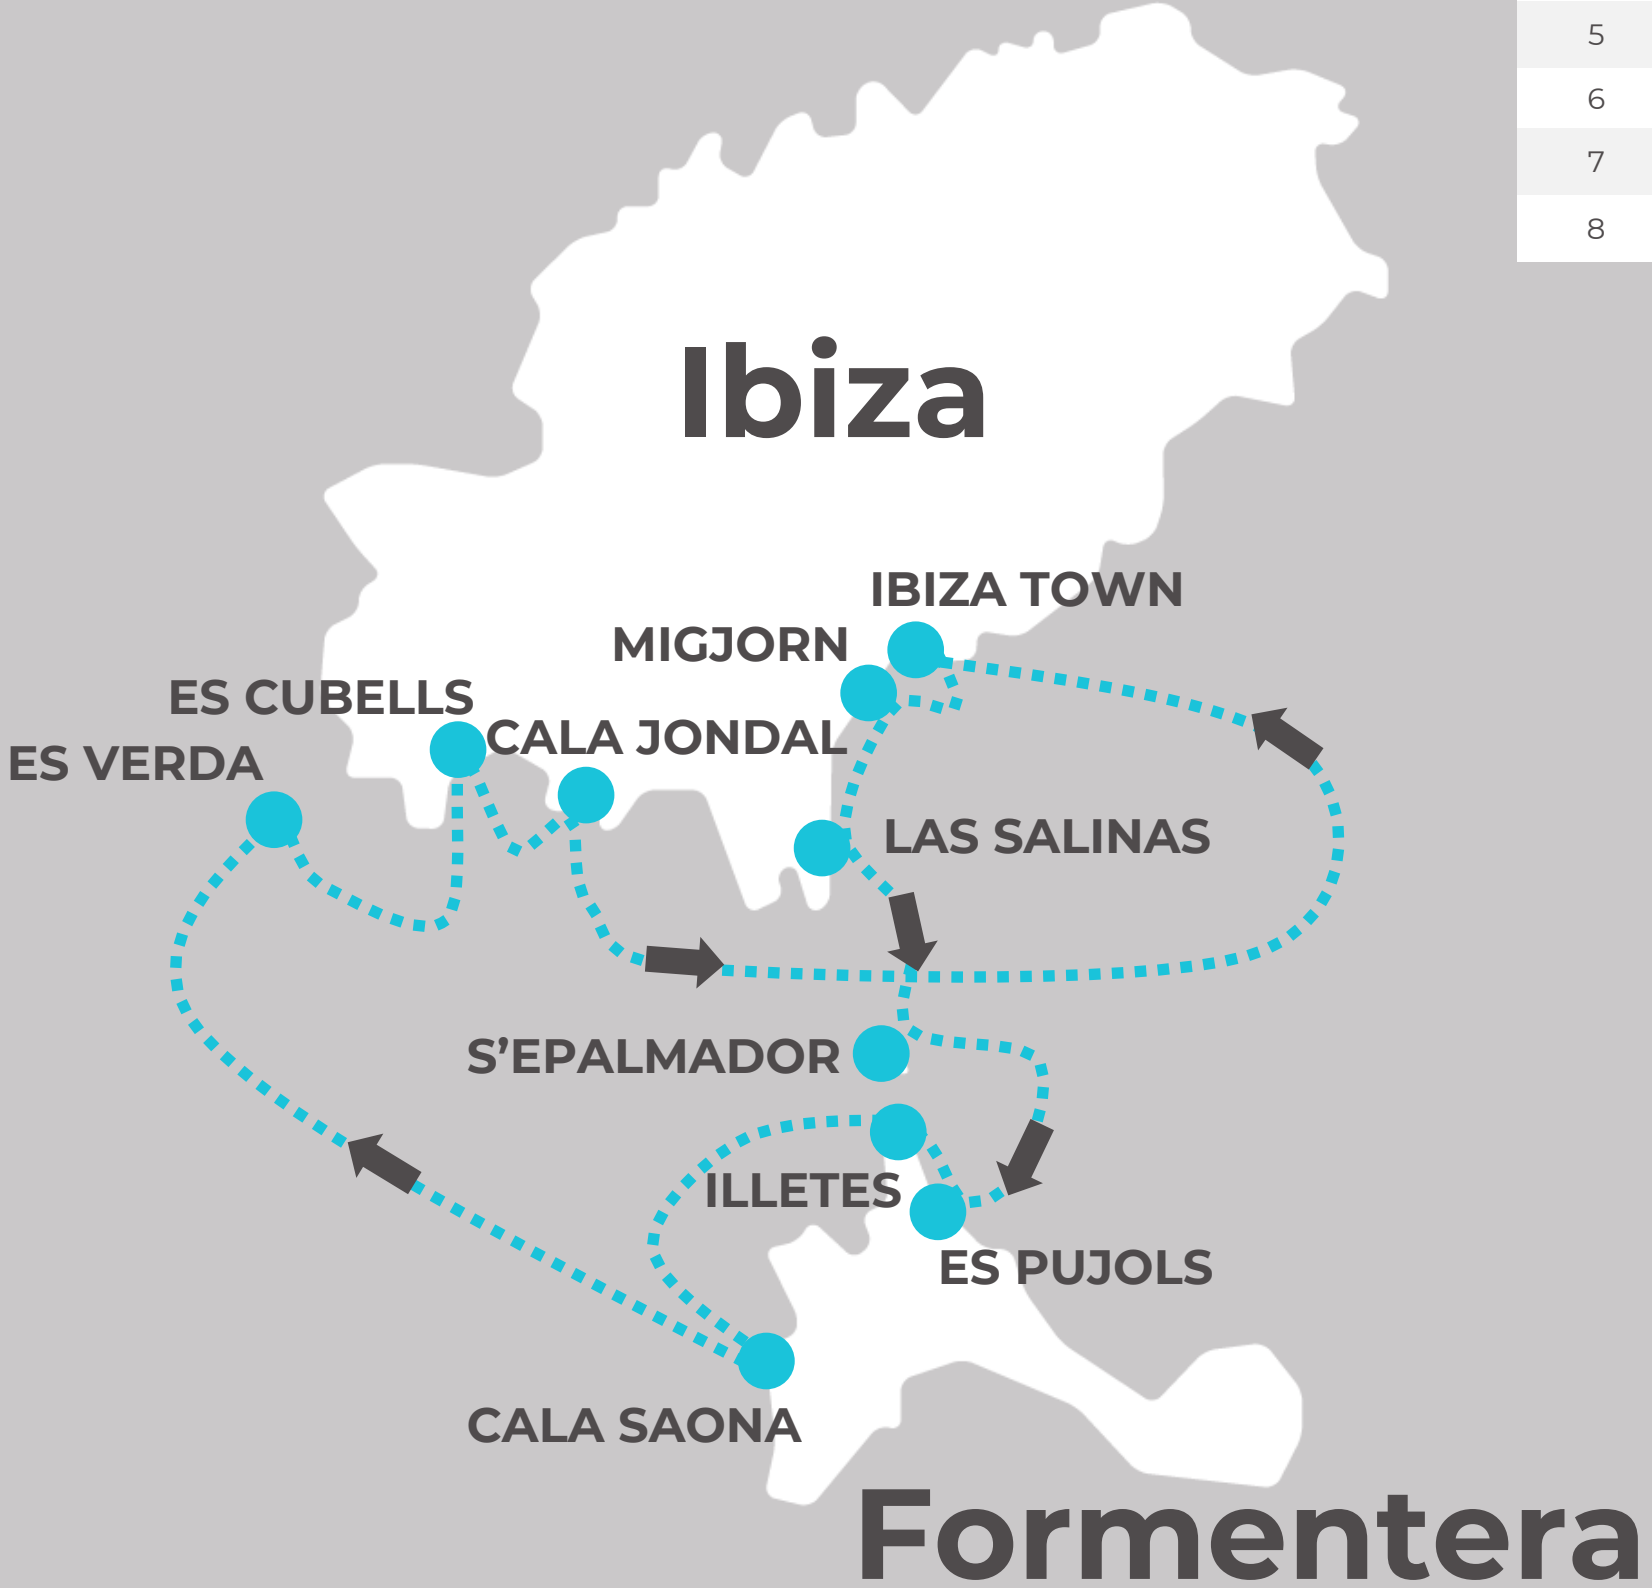 5
6
7
8
Ibiza
IBIZA TOWN
MIGJORN
ES CUBELLS
CALA JONDAL
ES VERDA
LAS SALINAS
S’EPALMADOR
ILLETES
ES PUJOLS
CALA SAONA
Formentera